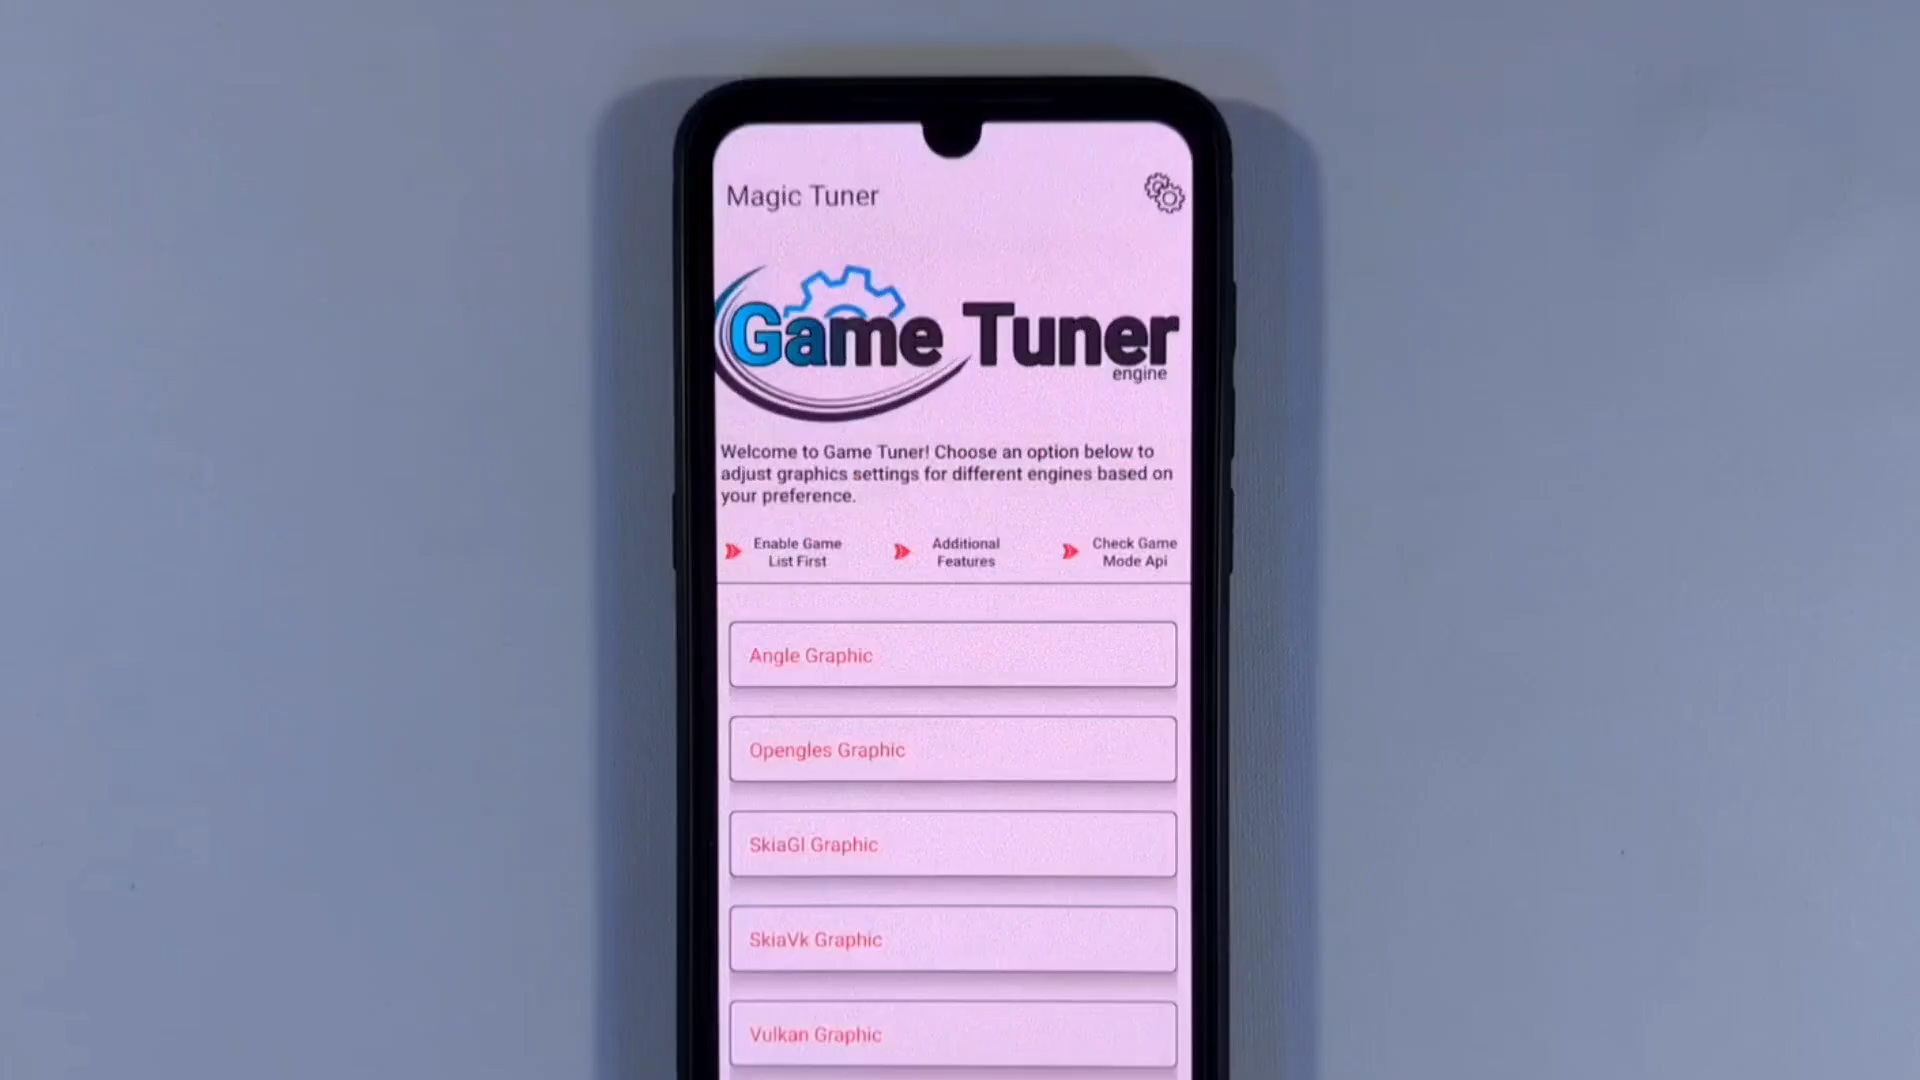 Magic Tuner
Game Tuner
engine
Welcome to Game Tuner! Choose an option below to
adjust graphics settings for different engines based on
your preference.
Enable Game
List First
Additional
Features
Check Game
Mode Api
Angle Graphic
Opengles Graphic
SkiaGl Graphic
SkiaVk Graphic
Vulkan Graphic